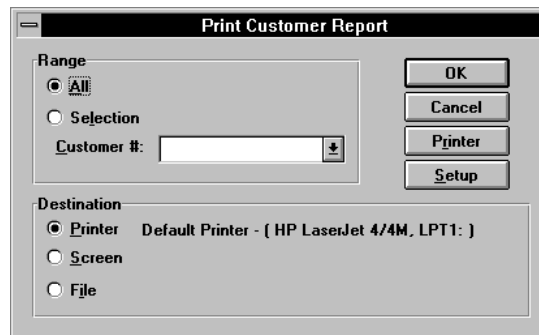 Print Customer Report
Range
All
Selection
Customer #:
OK
Cancel
Printer
Setup
Destination
Printer Default Printer - ( HP LaserJet 4/4M, LPT1: )
Screen
File